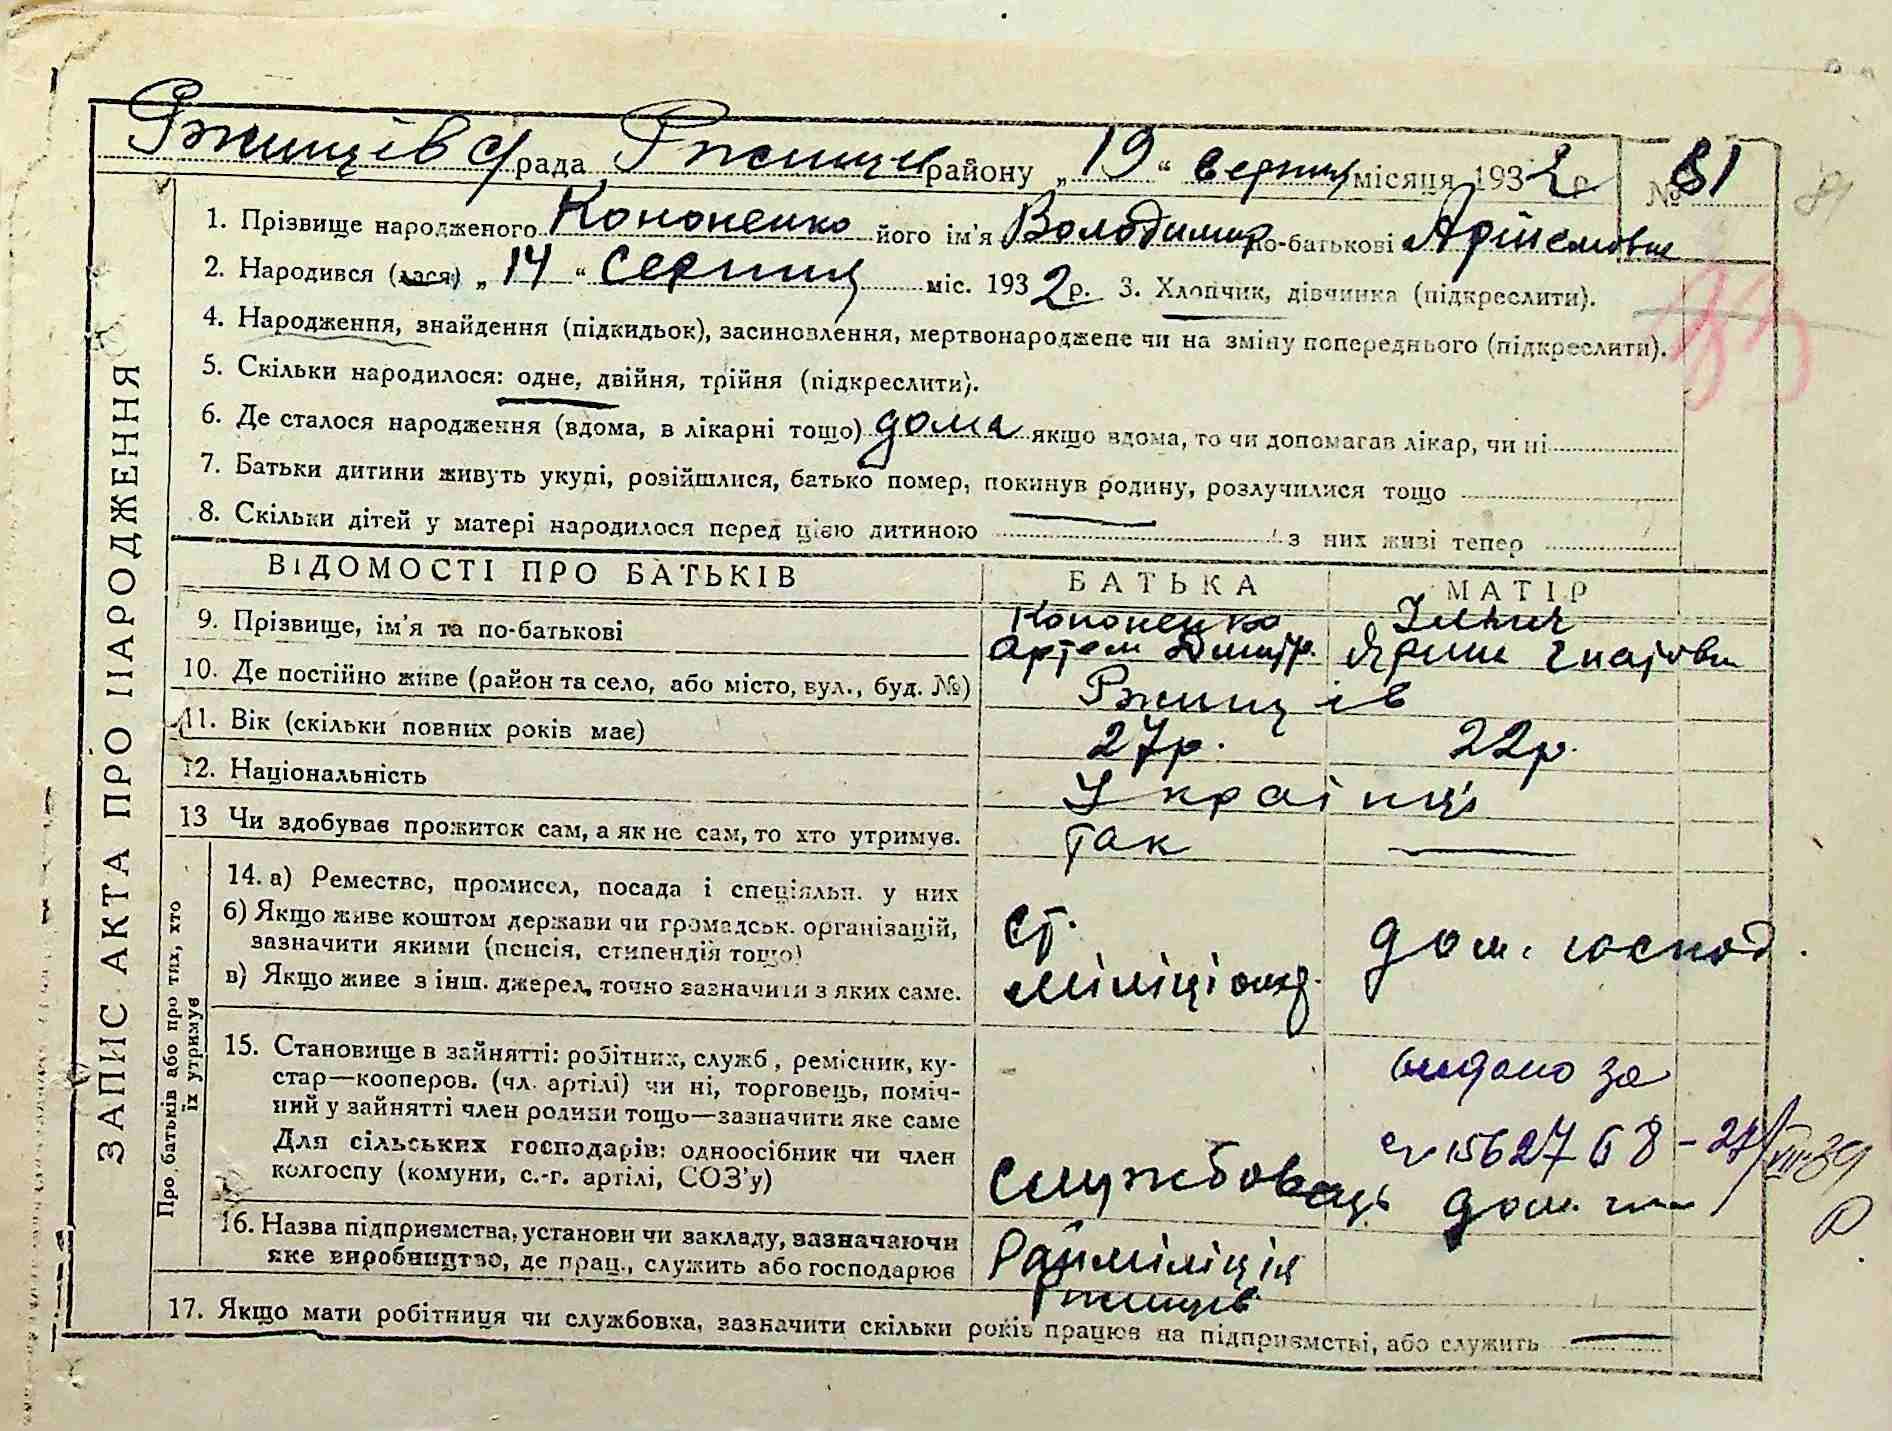 Ржищів с/рада Ржищів району „19“ серпня місяця 1932 р № 81
81
1. Прізвище народженого Кононенко його ім'я Володимир по-батькові Артемович
2. Народився (лася) „14“ серпня міс. 1932р. 3. Хлопчик, дівчинка (підкреслити).
4. Народження, знайдення (підкидьок), засиновлення, мертвонароджене чи на зміну попереднього (підкреслити).
5. Скільки народилося: одне, двійня, трійня (підкреслити).
6. Де сталося народження (вдома, в лікарні тощо) дома якщо вдома, то чи допомагав лікар, чи ні
7. Батьки дитини живуть укупі, розійшлися, батько помер, покинув родину, розлучилися тощо
8. Скільки дітей у матері народилося перед цією дитиною — з них живі тепер
ЗАПИС АКТА ПРО НАРОДЖЕННЯ
ВІДОМОСТІ ПРО БАТЬКІВ БАТЬКА МАТІР
9. Прізвище, ім'я та по-батькові Кононенко Артем Дмитр.
Ярина Гнатовна
10. Де постійно живе (район та село, або місто, вул., буд. №) Ржищів
11. Вік (скільки повних років має) 27р. 22р.
12. Національність Українці
13 Чи здобуває прожиток сам, а як не сам, то хто утримує. Так —
Про батьків або про тих, хто
їх утримує
14. а) Ремество, промисел, посада і спеціяльн. у них
б) Якщо живе коштом держави чи громадськ. організацій,
зазначити якими (пенсія, стипендія тощо)
в) Якщо живе з інш. джерел, точно зазначити з яких саме.
ст.
міліціонер. дом. господ.
15. Становище в зайнятті: робітник, служб., ремісник, ку-
стар—кооперов. (чл. артілі) чи ні, торговець, поміч-
ний у зайнятті член родини тощо—зазначити яке саме
Для сільських господарів: одноосібник чи член
колгоспу (комуни, с.-г. артілі, СОЗ'у)
службовець дом.
видано за
27/VIII 39
16. Назва підприємства, установи чи закладу, зазначаючи
яке виробництво, де прац., служить або господарює
Райміліція
Ржищів
17. Якщо мати робітниця чи службовка, зазначити скільки років працює на підприємстві, або служить —